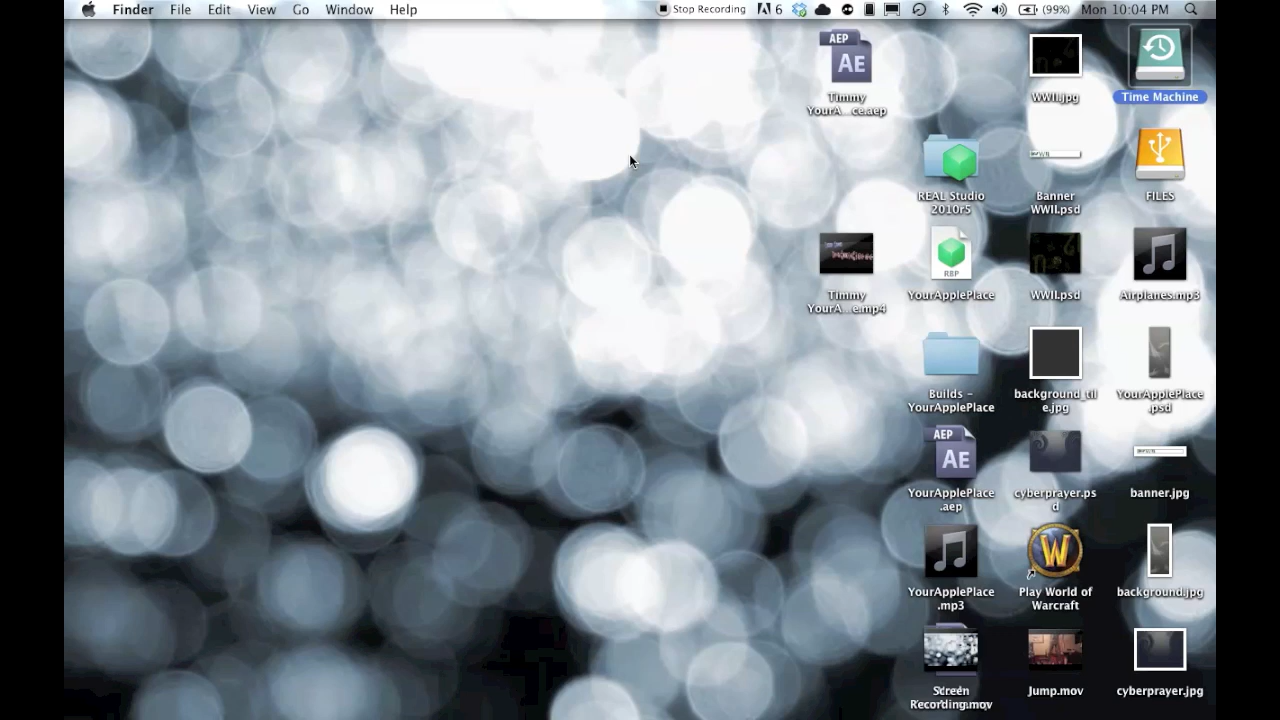 Finder File Edit View Go Window Help Stop Recording 6 (99%) Mon 10:04 PM
AEP
AE
Timmy
YourA...ce.aep
WWII.jpg
Time Machine
REAL Studio
2010r5
Banner
WWII.psd
FILES
RBP
Timmy
YourA...e.mp4
YourApplePlace
WWII.psd
Airplanes.mp3
Builds -
YourApplePlace
background_til
e.jpg
YourApplePlace
.psd
AEP
AE
YourApplePlace
.aep
cyberprayer.ps
d
banner.jpg
YourApplePlace
.mp3
W
Play World of
Warcraft
background.jpg
Screen
Recording.mov
Jump.mov
cyberprayer.jpg